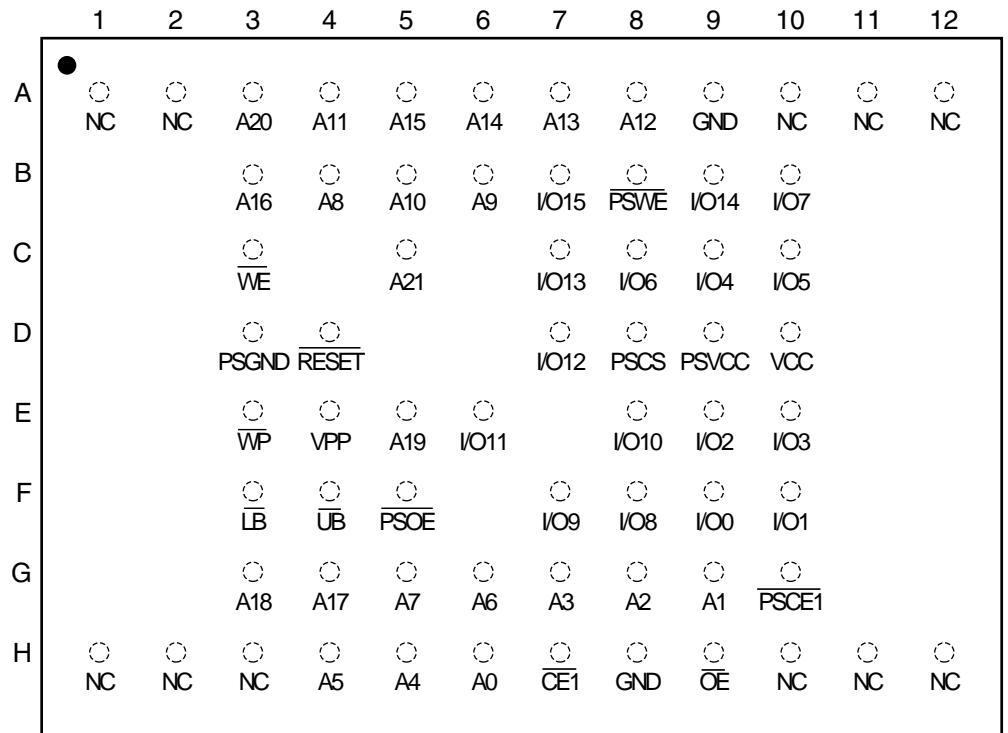 1 2 3 4 5 6 7 8 9 10 11 12
A
NC NC A20 A11 A15 A14 A13 A12 GND NC NC NC
B
A16 A8 A10 A9 I/O15 PSWE I/O14 I/O7
C
WE A21 I/O13 I/O6 I/O4 I/O5
D
PSGND RESET I/O12 PSCS PSVCC VCC
E
WP VPP A19 I/O11 I/O10 I/O2 I/O3
F
LB UB PSOE I/O9 I/O8 I/O0 I/O1
G
A18 A17 A7 A6 A3 A2 A1 PSCE1
H
NC NC NC A5 A4 A0 CE1 GND OE NC NC NC